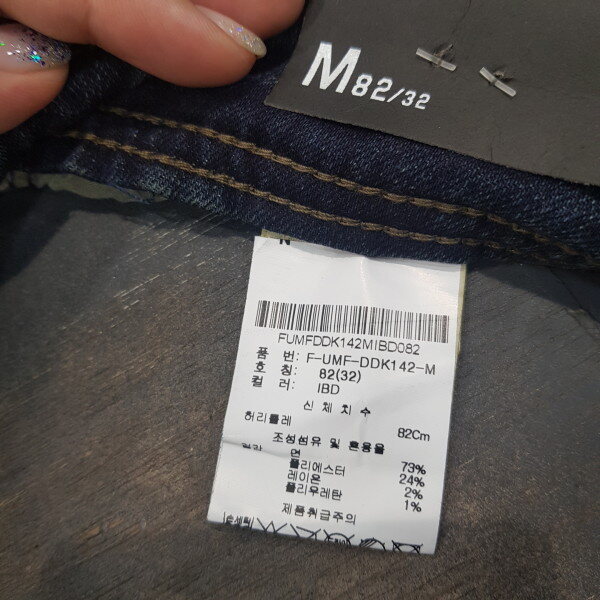 M82/32
FUMFDDK142MIBD082
품 번: F-UMF-DDK142-M
호 칭: 82(32)
컬 러: IBD
신 체 치 수
허리둘레 82Cm
조성섬유 및 혼용율
겉감 면 73%
폴리에스터 24%
레이온 2%
폴리우레탄 1%
제품취급주의